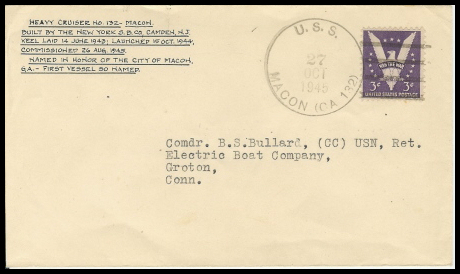 HEAVY CRUISER NO. 132 - MACON.
BUILT BY THE NEW YORK S.B.CO, CAMDEN, N.J.
KEEL LAID 14 JUNE 1943; LAUNCHED 15 OCT. 1944,
COMMISSIONED 26 AUG. 1945.
NAMED IN HONOR OF THE CITY OF MACON,
GA. - FIRST VESSEL SO NAMED.
U.S.S.
27
OCT
1945
MACON (CA 132)
WIN THE WAR
3¢ 3¢
UNITED STATES POSTAGE
Comdr. B.S.Bullard, (CC) USN, Ret.
Electric Boat Company,
Groton,
Conn.